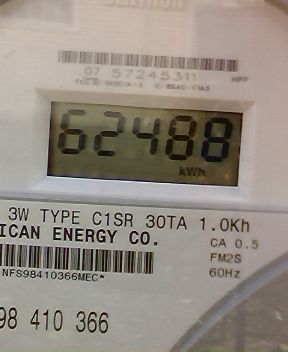 07 57245311
62488
kWh
3W TYPE C1SR 30TA 1.0Kh
ICAN ENERGY CO.
CA 0.5
FM2S
60Hz
NFS98410366MEC*
98 410 366